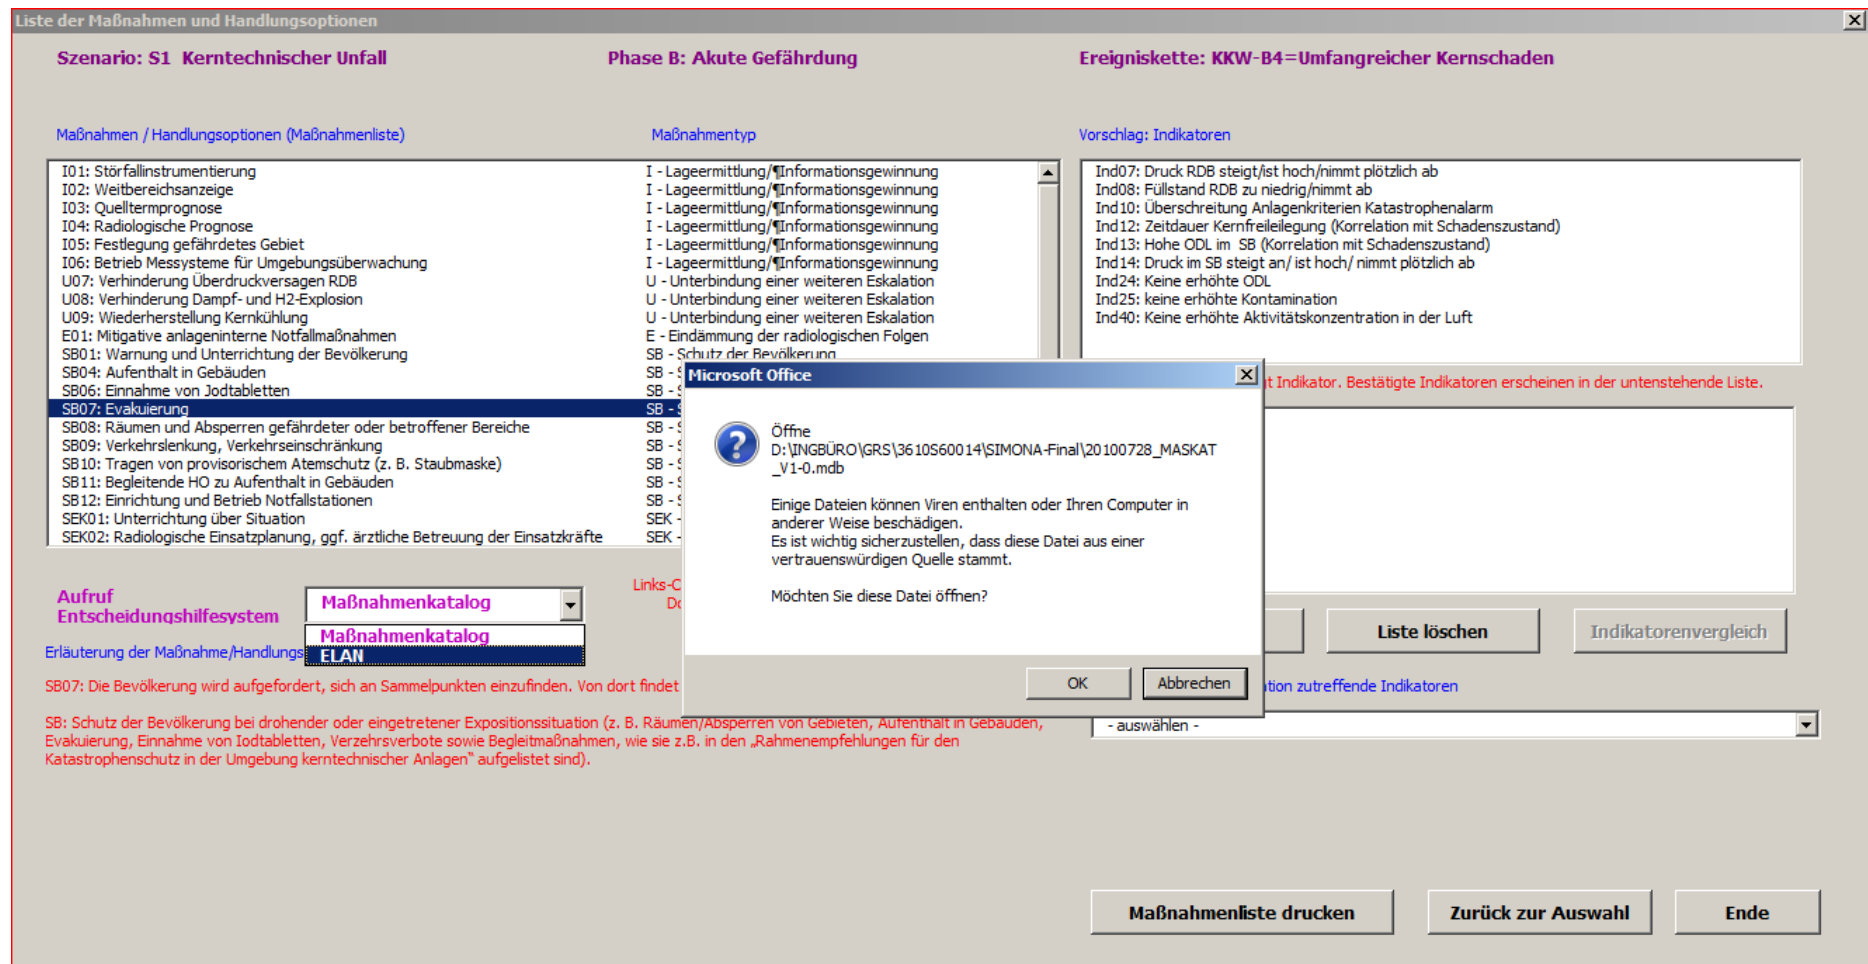 Liste der Maßnahmen und Handlungsoptionen
Szenario: S1 Kerntechnischer Unfall
Phase B: Akute Gefährdung
Ereigniskette: KKW-B4=Umfangreicher Kernschaden
Maßnahmen / Handlungsoptionen (Maßnahmenliste)
Maßnahmentyp
I01: Störfallinstrumentierung I - Lageermittlung/¶Informationsgewinnung
I02: Weitbereichsanzeige I - Lageermittlung/¶Informationsgewinnung
I03: Quelltermprognose I - Lageermittlung/¶Informationsgewinnung
I04: Radiologische Prognose I - Lageermittlung/¶Informationsgewinnung
I05: Festlegung gefährdetes Gebiet I - Lageermittlung/¶Informationsgewinnung
I06: Betrieb Messysteme für Umgebungsüberwachung I - Lageermittlung/¶Informationsgewinnung
U07: Verhinderung Überdruckversagen RDB U - Unterbindung einer weiteren Eskalation
U08: Verhinderung Dampf- und H2-Explosion U - Unterbindung einer weiteren Eskalation
U09: Wiederherstellung Kernkühlung U - Unterbindung einer weiteren Eskalation
E01: Mitigative anlageninterne Notfallmaßnahmen E - Eindämmung der radiologischen Folgen
SB01: Warnung und Unterrichtung der Bevölkerung SB - Schutz der Bevölkerung
SB04: Aufenthalt in Gebäuden SB -
SB06: Einnahme von Jodtabletten SB -
SB07: Evakuierung SB -
SB08: Räumen und Absperren gefährdeter oder betroffener Bereiche SB -
SB09: Verkehrslenkung, Verkehrseinschränkung SB -
SB10: Tragen von provisorischem Atemschutz (z. B. Staubmaske) SB -
SB11: Begleitende HO zu Aufenthalt in Gebäuden SB -
SB12: Einrichtung und Betrieb Notfallstationen SB -
SEK01: Unterrichtung über Situation SEK -
SEK02: Radiologische Einsatzplanung, ggf. ärztliche Betreuung der Einsatzkräfte SEK -
Vorschlag: Indikatoren
Ind07: Druck RDB steigt/ist hoch/nimmt plötzlich ab
Ind08: Füllstand RDB zu niedrig/nimmt ab
Ind10: Überschreitung Anlagenkriterien Katastrophenalarm
Ind12: Zeitdauer Kernfreileilegung (Korrelation mit Schadenszustand)
Ind13: Hohe ODL im SB (Korrelation mit Schadenszustand)
Ind14: Druck im SB steigt an/ ist hoch/ nimmt plötzlich ab
Ind24: Keine erhöhte ODL
Ind25: keine erhöhte Kontamination
Ind40: Keine erhöhte Aktivitätskonzentration in der Luft
Indikator. Bestätigte Indikatoren erscheinen in der untenstehende Liste.
Microsoft Office
Öffne
D:\INGBÜRO\GRS\3610S60014\SIMONA-Final\20100728_MASKAT
_V1-0.mdb
Einige Dateien können Viren enthalten oder Ihren Computer in
anderer Weise beschädigen.
Es ist wichtig sicherzustellen, dass diese Datei aus einer
vertrauenswürdigen Quelle stammt.
Möchten Sie diese Datei öffnen?
OK
Abbrechen
Aufruf
Entscheidungshilfesystem
Maßnahmenkatalog
Maßnahmenkatalog
ELAN
Links-C
Liste löschen
Indikatorenvergleich
Erläuterung der Maßnahme/Handlungs
SB07: Die Bevölkerung wird aufgefordert, sich an Sammelpunkten einzufinden. Von dort findet
SB: Schutz der Bevölkerung bei drohender oder eingetretener Expositionssituation (z. B. Räumen/Absperren von Gebieten, Aufenthalt in Gebäuden,
Evakuierung, Einnahme von Iodtabletten, Verzehrsverbote sowie Begleitmaßnahmen, wie sie z.B. in den „Rahmenempfehlungen für den
Katastrophenschutz in der Umgebung kerntechnischer Anlagen" aufgelistet sind).
tion zutreffende Indikatoren
- auswählen -
Maßnahmenliste drucken
Zurück zur Auswahl
Ende